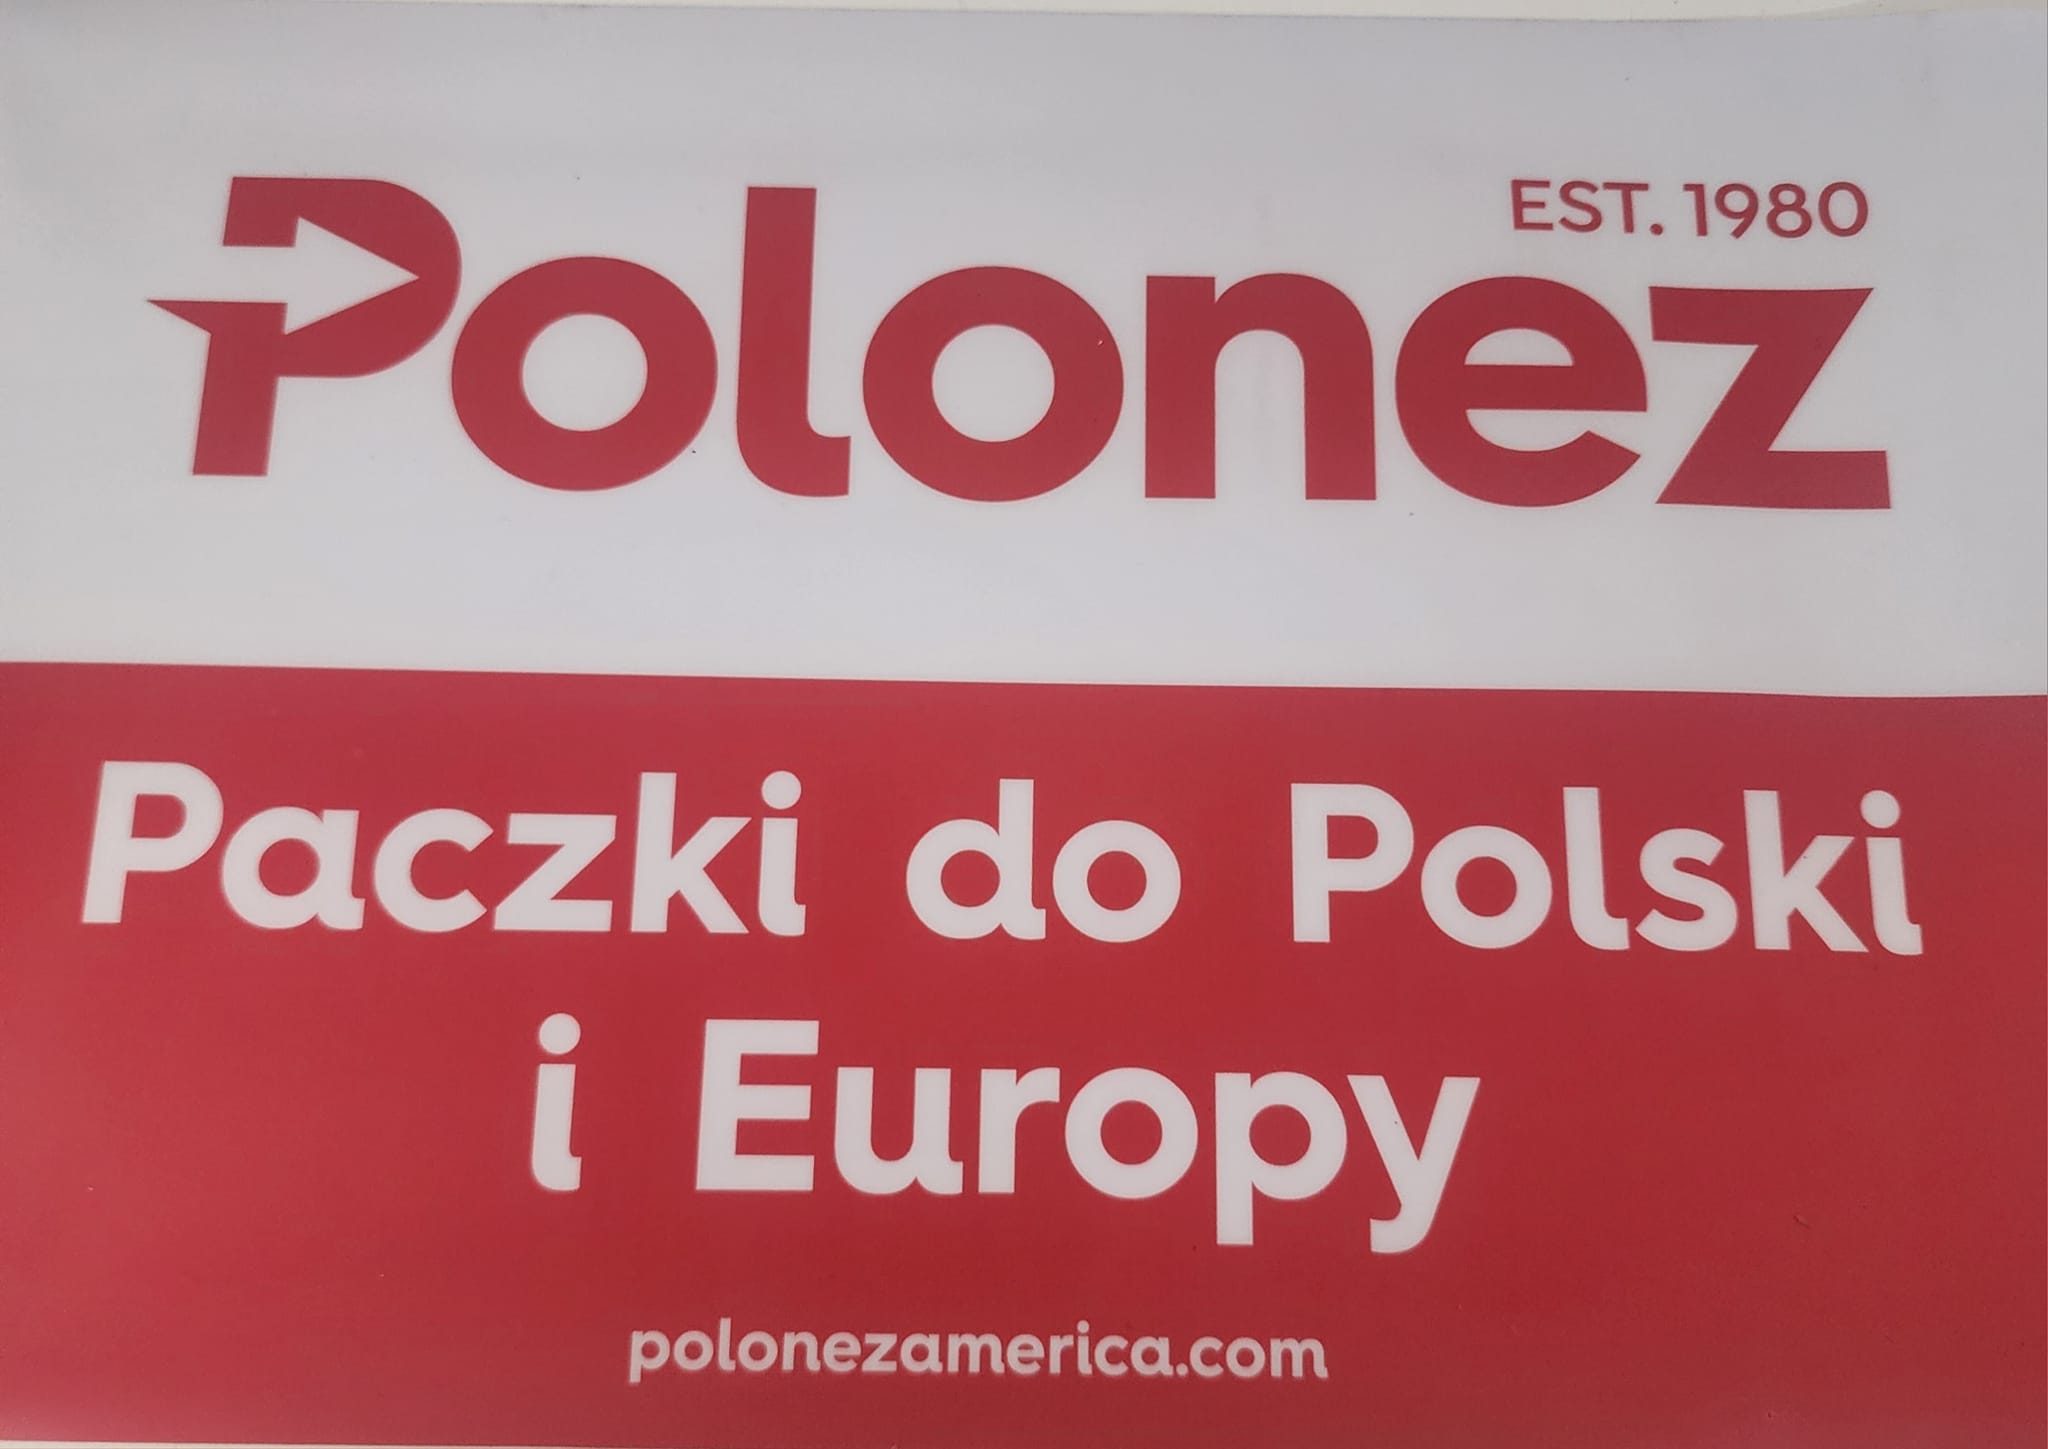 EST. 1980
Polonez
Paczki do Polski
i Europy
polonezamerica.com